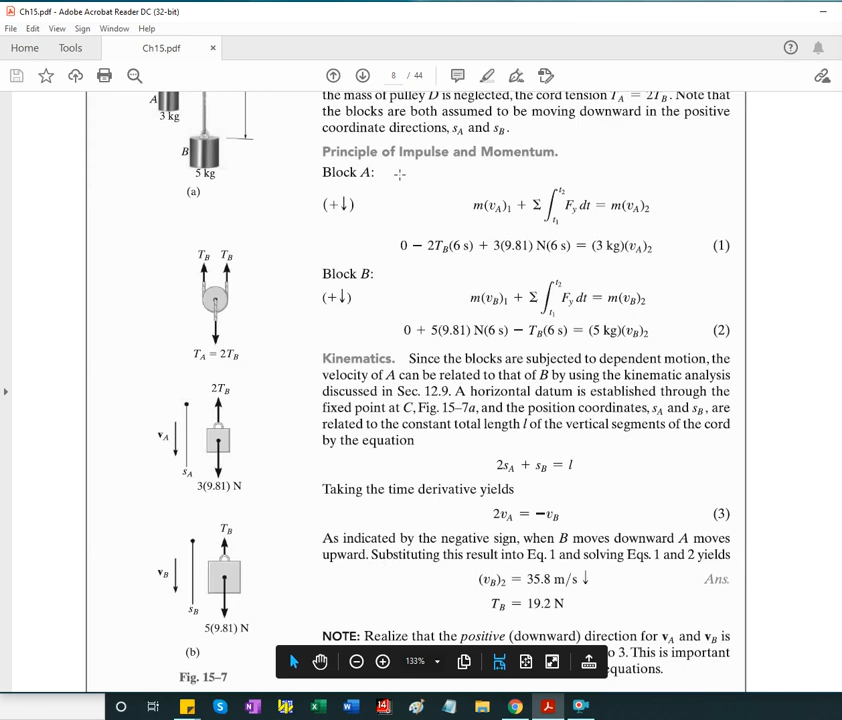 Ch15.pdf - Adobe Acrobat Reader DC (32-bit)
File Edit View Sign Window Help
Home Tools Ch15.pdf ×
8 / 44
the mass of pulley D is neglected, the cord tension T_A = 2T_B. Note that
the blocks are both assumed to be moving downward in the positive
coordinate directions, s_A and s_B.
A
3 kg
B
5 kg
(a)
Principle of Impulse and Momentum.
Block A:
(+↓) m(v_A)_1 + Σ ∫_{t_1}^{t_2} F_y dt = m(v_A)_2
0 − 2T_B(6 s) + 3(9.81) N(6 s) = (3 kg)(v_A)_2 (1)
Block B:
(+↓) m(v_B)_1 + Σ ∫_{t_1}^{t_2} F_y dt = m(v_B)_2
0 + 5(9.81) N(6 s) − T_B(6 s) = (5 kg)(v_B)_2 (2)
T_B T_B
T_A = 2T_B
2T_B
v_A
s_A
3(9.81) N
T_B
v_B
s_B
5(9.81) N
(b)
Fig. 15–7
Kinematics. Since the blocks are subjected to dependent motion, the
velocity of A can be related to that of B by using the kinematic analysis
discussed in Sec. 12.9. A horizontal datum is established through the
fixed point at C, Fig. 15–7a, and the position coordinates, s_A and s_B, are
related to the constant total length l of the vertical segments of the cord
by the equation
2s_A + s_B = l
Taking the time derivative yields
2v_A = −v_B (3)
As indicated by the negative sign, when B moves downward A moves
upward. Substituting this result into Eq. 1 and solving Eqs. 1 and 2 yields
(v_B)_2 = 35.8 m/s ↓ Ans.
T_B = 19.2 N
NOTE: Realize that the positive (downward) direction for v_A and v_B is
o 3. This is important
quations.
133%
14